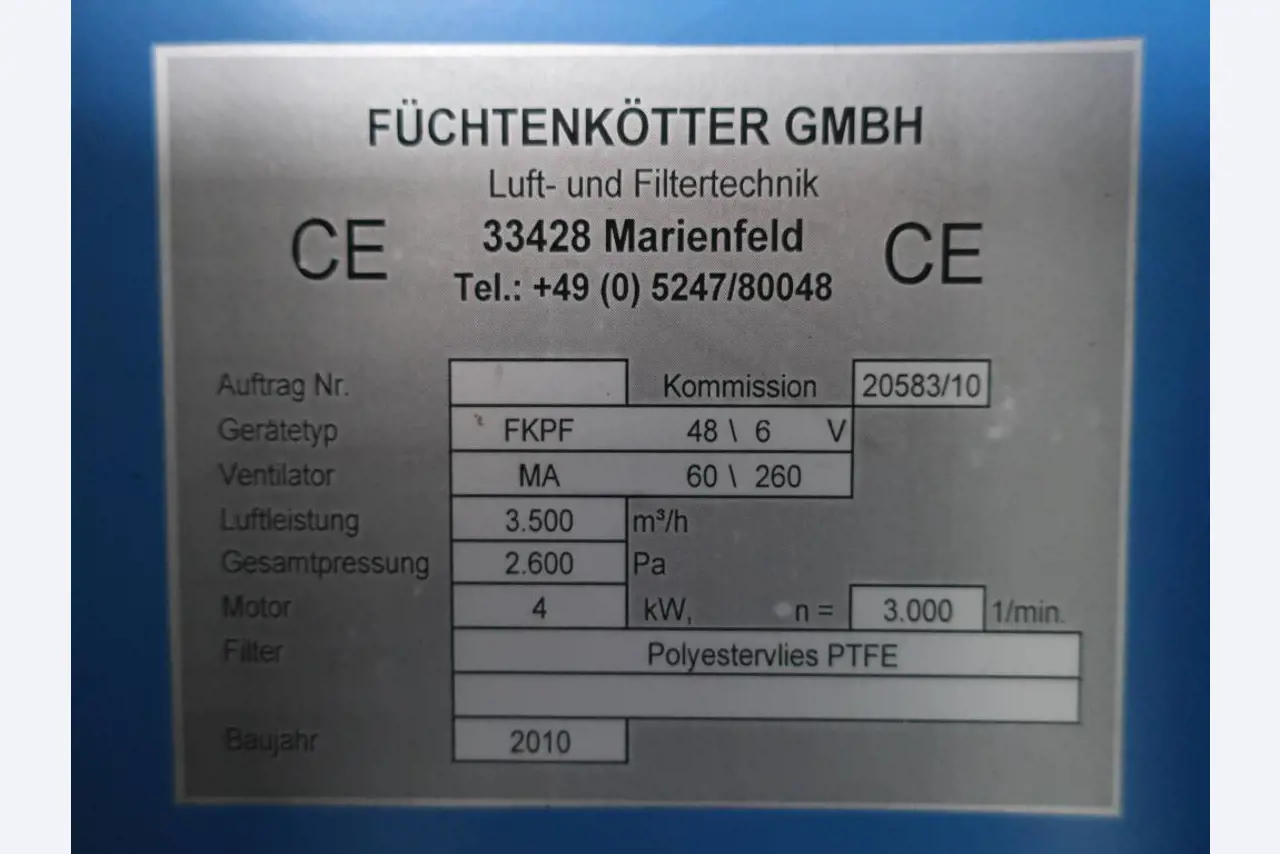 FÜCHTENKÖTTER GMBH
Luft- und Filtertechnik
CE 33428 Marienfeld CE
Tel.: +49 (0) 5247/80048
Auftrag Nr. Kommission 20583/10
Gerätetyp FKPF 48 \ 6 V
Ventilator MA 60 \ 260
Luftleistung 3.500 m³/h
Gesamtpressung 2.600 Pa
Motor 4 kW, n = 3.000 1/min.
Filter Polyestervlies PTFE
Baujahr 2010